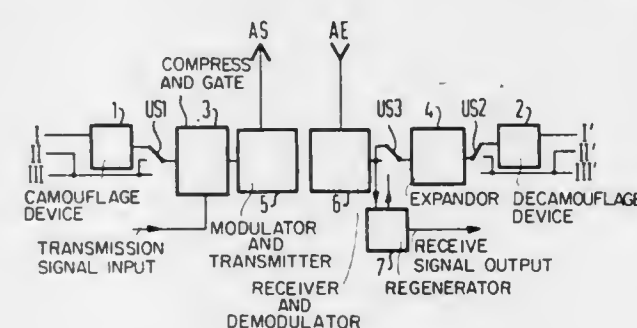 AS AE
COMPRESS
AND GATE
1 US1 3 US3 4 US2 2
I I'
II II'
III III'
CAMOUFLAGE
DEVICE
5 6 EXPANDOR DECAMOUFLAGE
DEVICE
MODULATOR
AND
TRANSMITTER
TRANSMISSION
SIGNAL INPUT
7
RECEIVE
SIGNAL OUTPUT
REGENERATOR
RECEIVER
AND
DEMODULATOR